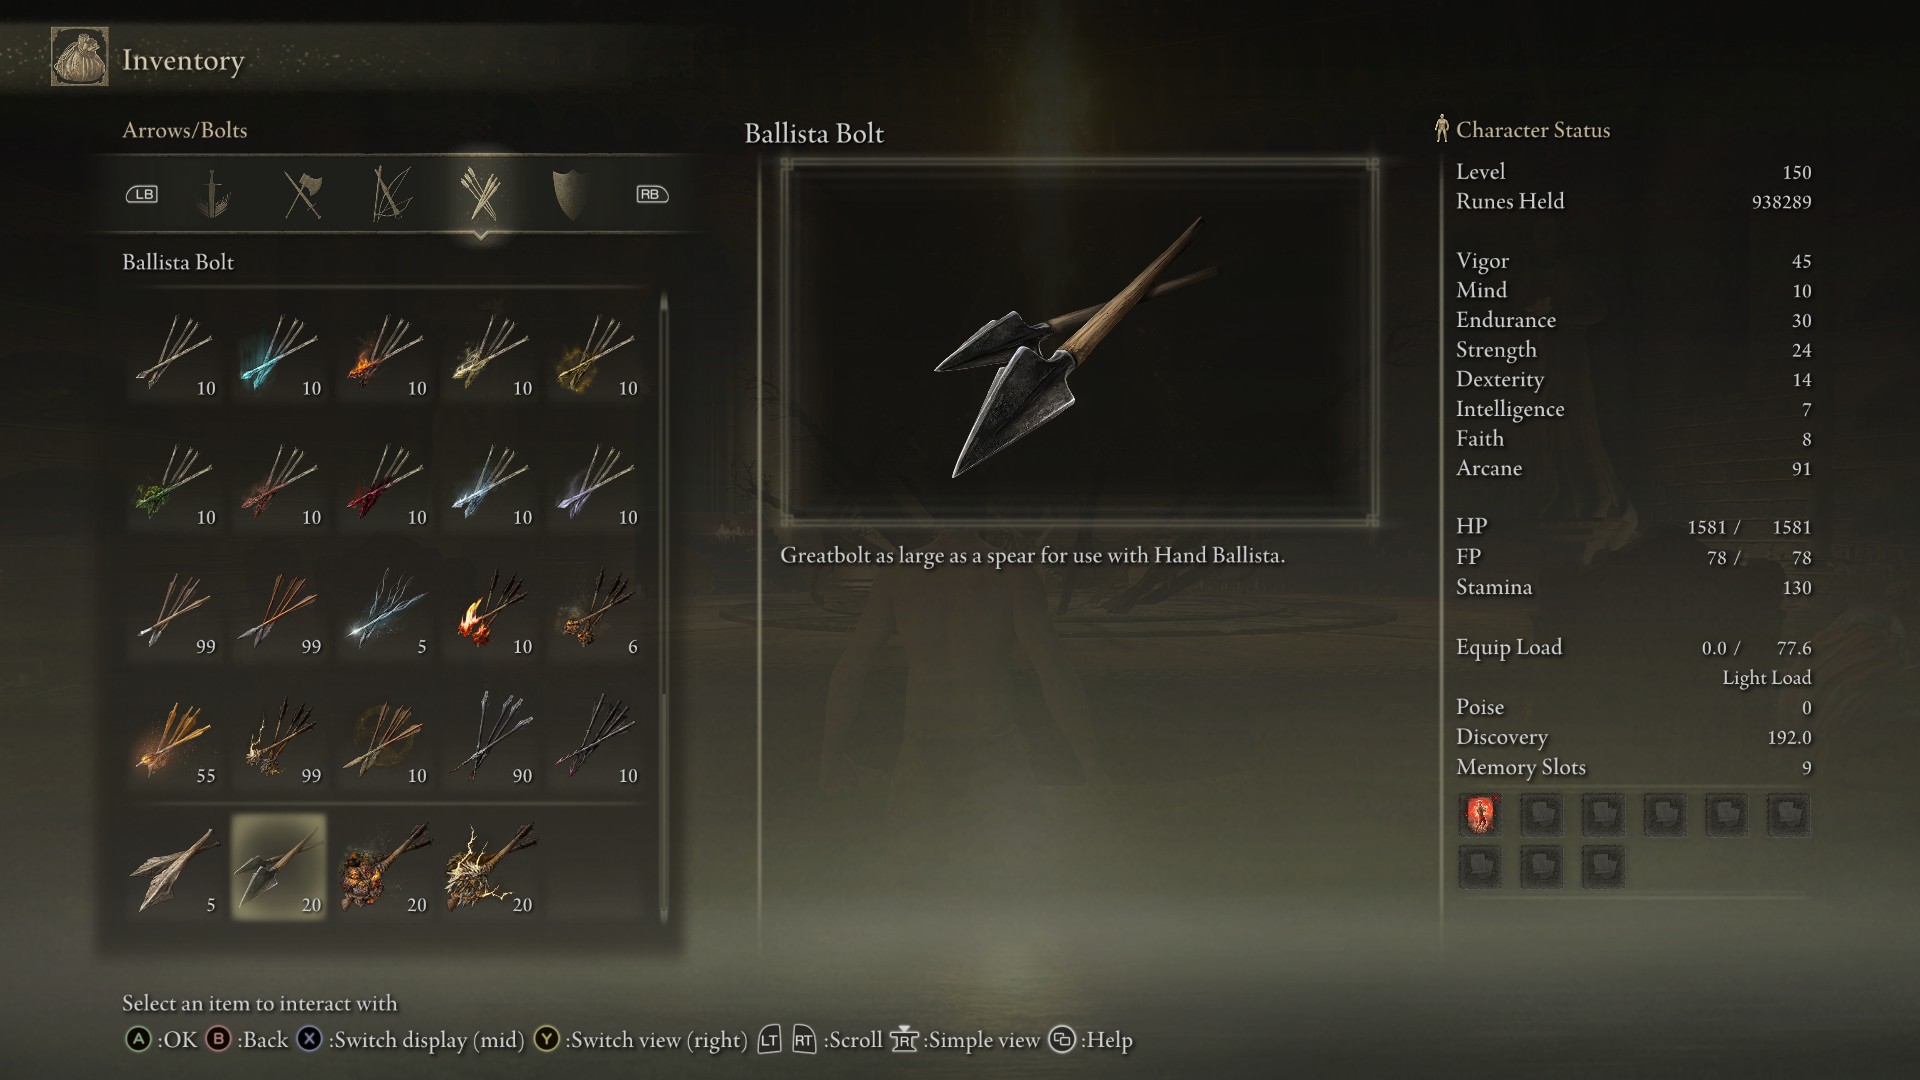 Inventory
Arrows/Bolts
LB
RB
Ballista Bolt
10 10 10 10 10
10 10 10 10 10
99 99 5 10 6
55 99 10 90 10
5 20 20 20
Ballista Bolt
Greatbolt as large as a spear for use with Hand Ballista.
Character Status
Level 150
Runes Held 938289
Vigor 45
Mind 10
Endurance 30
Strength 24
Dexterity 14
Intelligence 7
Faith 8
Arcane 91
HP 1581 / 1581
FP 78 / 78
Stamina 130
Equip Load 0.0 / 77.6
Light Load
Poise 0
Discovery 192.0
Memory Slots 9
Select an item to interact with
A :OK B :Back X :Switch display (mid) Y :Switch view (right) LT RT :Scroll R :Simple view :Help